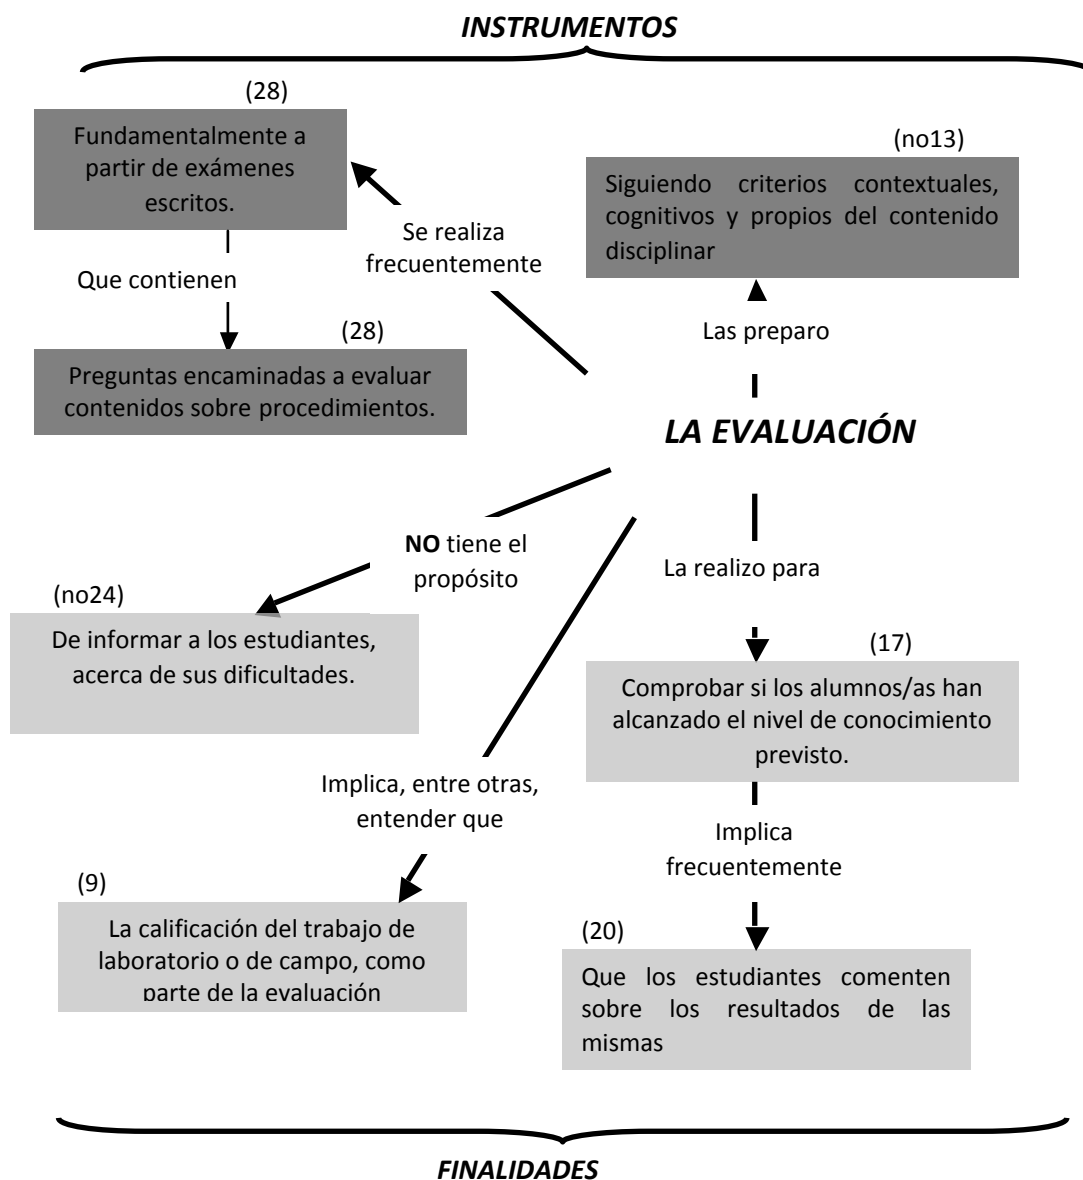 INSTRUMENTOS
(28)
Fundamentalmente a
partir de exámenes
escritos.
(no13)
Siguiendo criterios contextuales,
cognitivos y propios del contenido
disciplinar
Se realiza
frecuentemente
Que contienen
Las preparo
(28)
Preguntas encaminadas a evaluar
contenidos sobre procedimientos.
LA EVALUACIÓN
NO tiene el
propósito
La realizo para
(no24)
De informar a los estudiantes,
acerca de sus dificultades.
(17)
Comprobar si los alumnos/as han
alcanzado el nivel de conocimiento
previsto.
Implica, entre otras,
entender que
Implica
frecuentemente
(9)
La calificación del trabajo de
laboratorio o de campo, como
parte de la evaluación
(20)
Que los estudiantes comenten
sobre los resultados de las
mismas
FINALIDADES